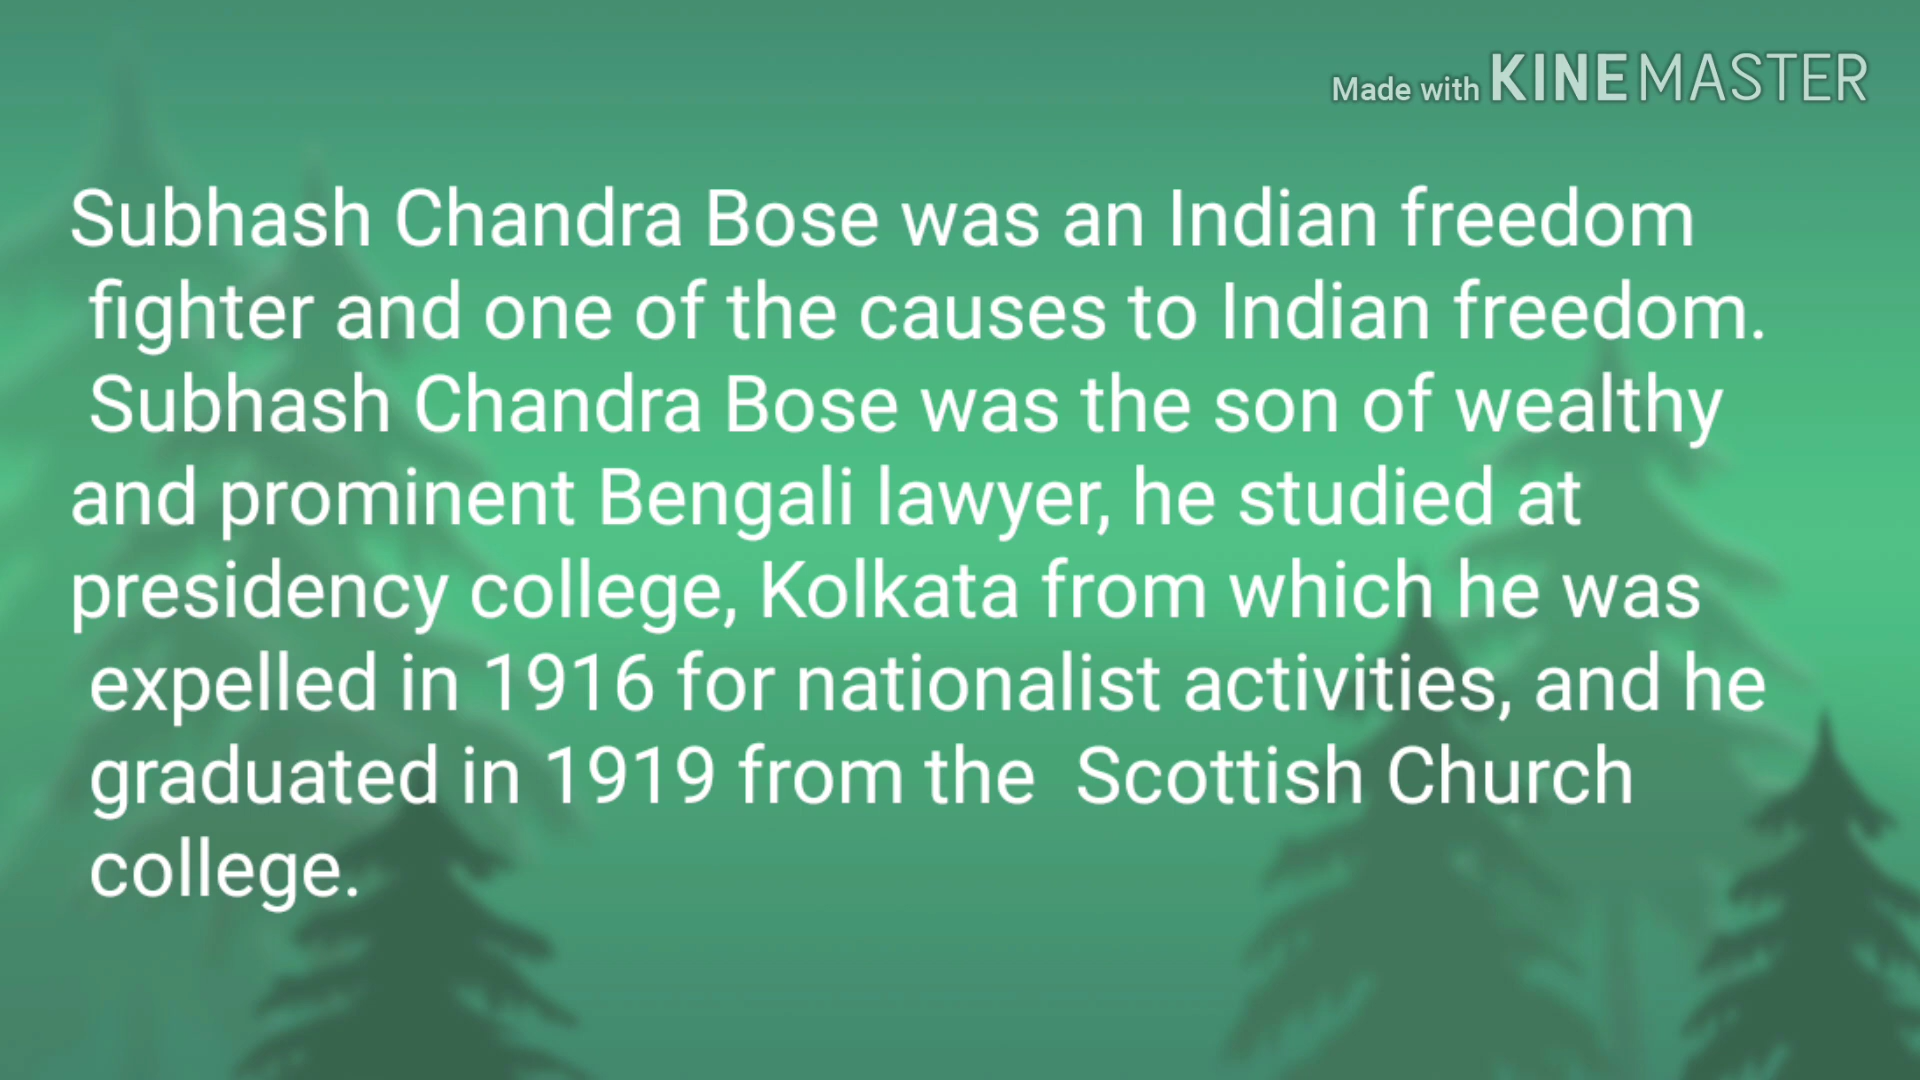 Made with KINEMASTER
Subhash Chandra Bose was an Indian freedom
fighter and one of the causes to Indian freedom.
Subhash Chandra Bose was the son of wealthy
and prominent Bengali lawyer, he studied at
presidency college, Kolkata from which he was
expelled in 1916 for nationalist activities, and he
graduated in 1919 from the  Scottish Church
college.